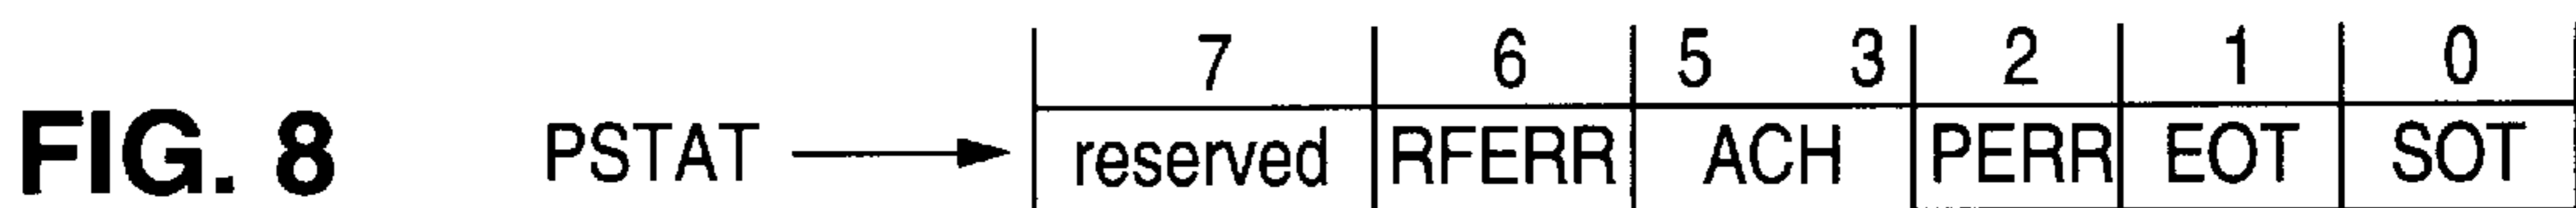 7 6 5 3 2 1 0
FIG. 8 PSTAT reserved RFERR ACH PERR EOT SOT